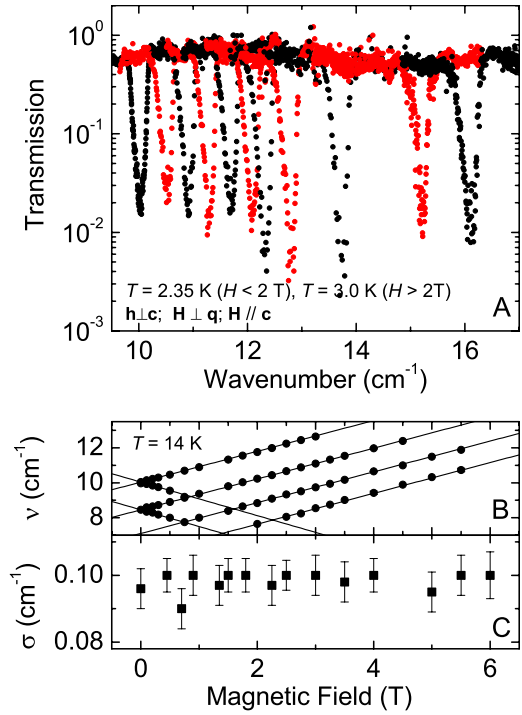 10⁰
10⁻¹
10⁻²
10⁻³
Transmission
T = 2.35 K (H < 2 T), T = 3.0 K (H > 2T)
h⊥c; H ⊥ q; H // c
A
10 12 14 16
Wavenumber (cm⁻¹)
12
10
8
ν (cm⁻¹)
T = 14 K
B
0.10
0.08
σ (cm⁻¹)
C
0 2 4 6
Magnetic Field (T)